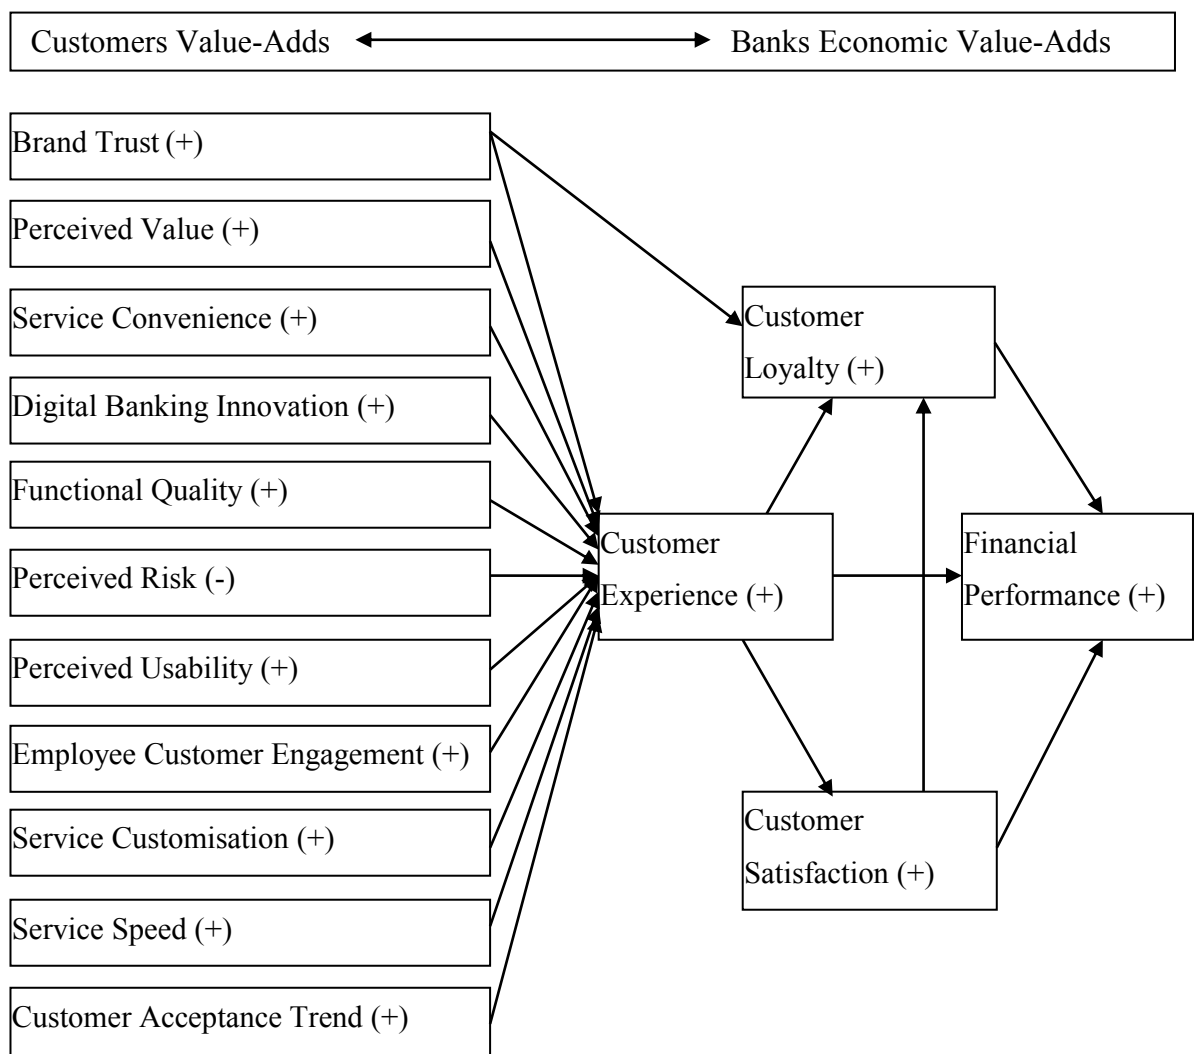 Customers Value-Adds Banks Economic Value-Adds
Brand Trust (+)
Perceived Value (+)
Service Convenience (+)
Digital Banking Innovation (+)
Functional Quality (+)
Perceived Risk (-)
Perceived Usability (+)
Employee Customer Engagement (+)
Service Customisation (+)
Service Speed (+)
Customer Acceptance Trend (+)
Customer
Experience (+)
Customer
Loyalty (+)
Customer
Satisfaction (+)
Financial
Performance (+)